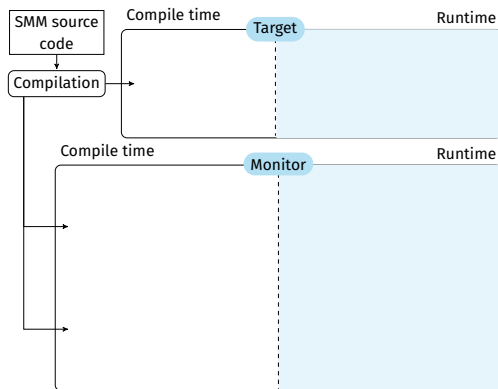 SMM source
code
Compilation
Compile time
Target
Runtime
Compile time
Monitor
Runtime